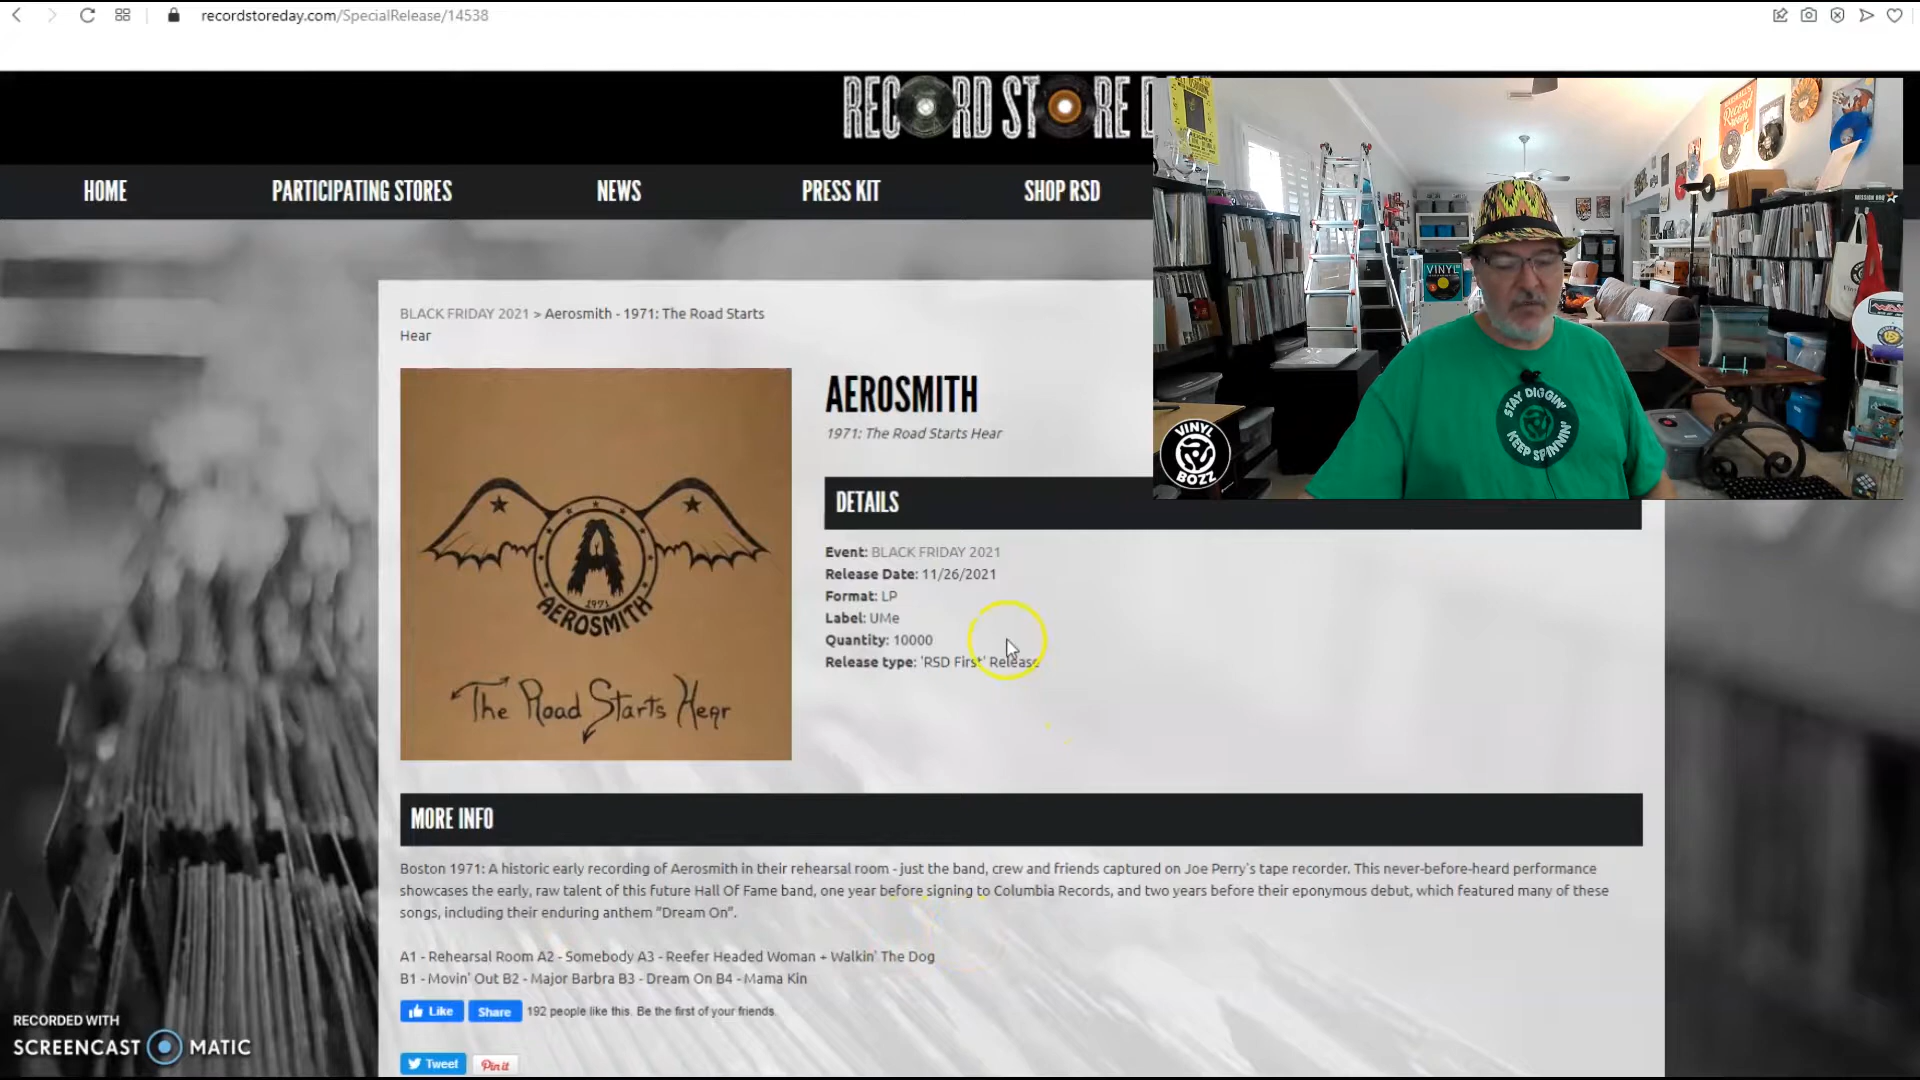 recordstoreday.com/SpecialRelease/14538
RECORD STORE D
HOME
PARTICIPATING STORES
NEWS
PRESS KIT
SHOP RSD
BLACK FRIDAY 2021 > Aerosmith - 1971: The Road Starts
Hear
A
1971
AEROSMITH
The Road Starts Hear
AEROSMITH
1971: The Road Starts Hear
DETAILS
Event: BLACK FRIDAY 2021
Release Date: 11/26/2021
Format: LP
Label: UMe
Quantity: 10000
Release type: 'RSD First' Release
VINYL
STAY DIGGIN'
KEEP SPINNIN'
VINYL
BOZZ
MORE INFO
Boston 1971: A historic early recording of Aerosmith in their rehearsal room - just the band, crew and friends captured on Joe Perry's tape recorder. This never-before-heard performance
showcases the early, raw talent of this future Hall Of Fame band, one year before signing to Columbia Records, and two years before their eponymous debut, which featured many of these
songs, including their enduring anthem "Dream On".
A1 - Rehearsal Room A2 - Somebody A3 - Reefer Headed Woman + Walkin' The Dog
B1 - Movin' Out B2 - Major Barbra B3 - Dream On B4 - Mama Kin
Like
Share
192 people like this. Be the first of your friends.
Tweet
Pin it
RECORDED WITH
SCREENCAST MATIC